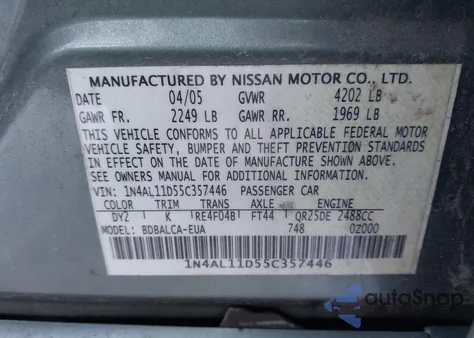 MANUFACTURED BY NISSAN MOTOR CO., LTD.
DATE 04/05 GVWR 4202 LB
GAWR FR. 2249 LB GAWR RR. 1969 LB
THIS VEHICLE CONFORMS TO ALL APPLICABLE FEDERAL MOTOR
VEHICLE SAFETY, BUMPER AND THEFT PREVENTION STANDARDS
IN EFFECT ON THE DATE OF MANUFACTURE SHOWN ABOVE.
SEE OWNERS MANUAL FOR ADDITIONAL INFORMATION.
VIN: 1N4AL11D55C357446 PASSENGER CAR
COLOR TRIM TRANS AXLE ENGINE
DY2 K RE4F04B FT44 QR25DE 2488CC
MODEL: BDBALCA-EUA 748 0Z000
1N4AL11D55C357446
autoSnap